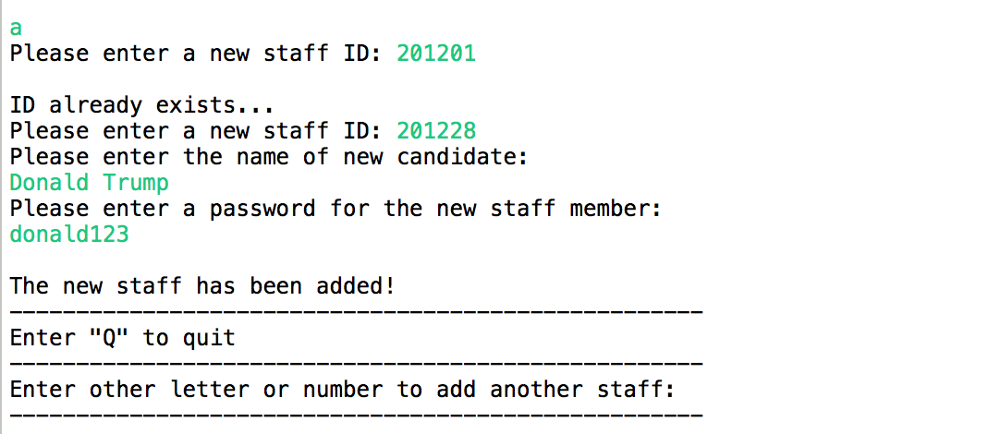 a
Please enter a new staff ID: 201201
ID already exists...
Please enter a new staff ID: 201228
Please enter the name of new candidate:
Donald Trump
Please enter a password for the new staff member:
donald123
The new staff has been added!
----------------------------------------------------
Enter "Q" to quit
----------------------------------------------------
Enter other letter or number to add another staff:
----------------------------------------------------